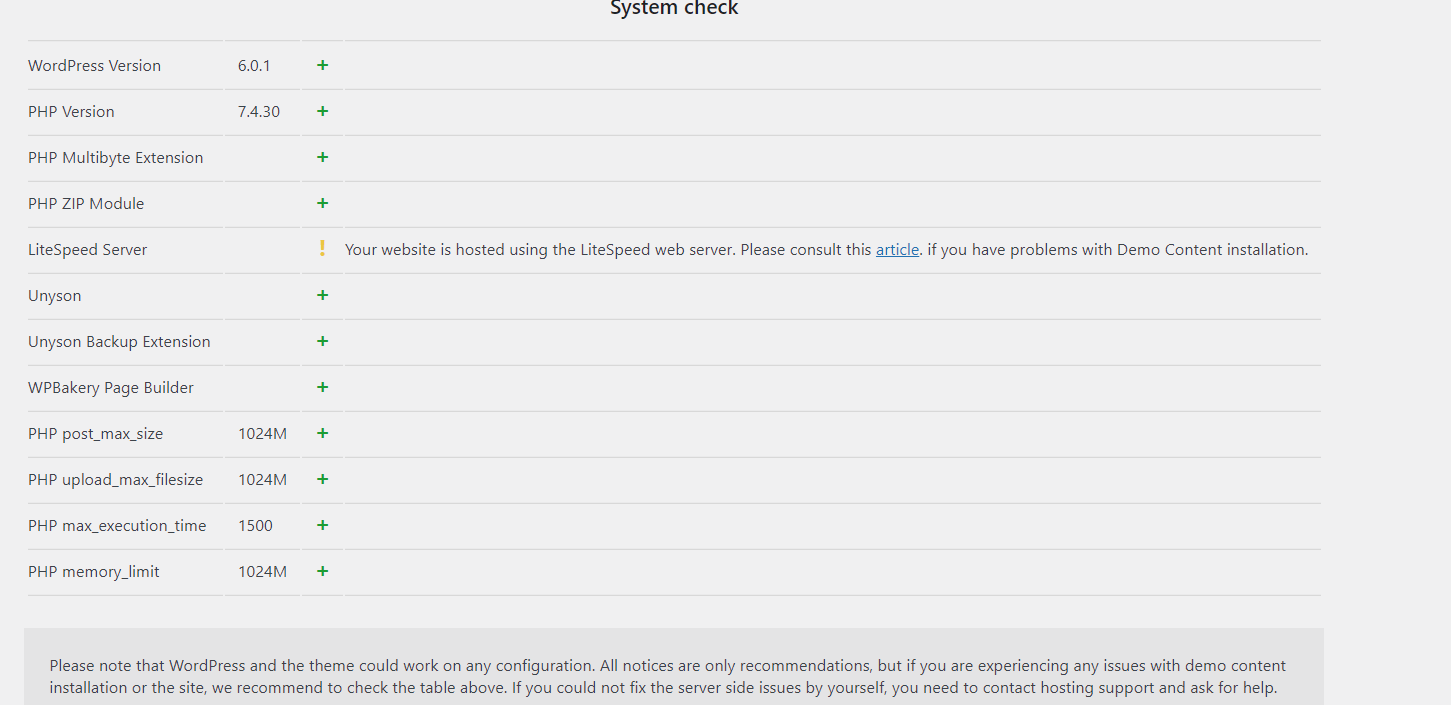 System check
WordPress Version 6.0.1 +
PHP Version 7.4.30 +
PHP Multibyte Extension +
PHP ZIP Module +
LiteSpeed Server ! Your website is hosted using the LiteSpeed web server. Please consult this article. if you have problems with Demo Content installation.
Unyson +
Unyson Backup Extension +
WPBakery Page Builder +
PHP post_max_size 1024M +
PHP upload_max_filesize 1024M +
PHP max_execution_time 1500 +
PHP memory_limit 1024M +
Please note that WordPress and the theme could work on any configuration. All notices are only recommendations, but if you are experiencing any issues with demo content
installation or the site, we recommend to check the table above. If you could not fix the server side issues by yourself, you need to contact hosting support and ask for help.